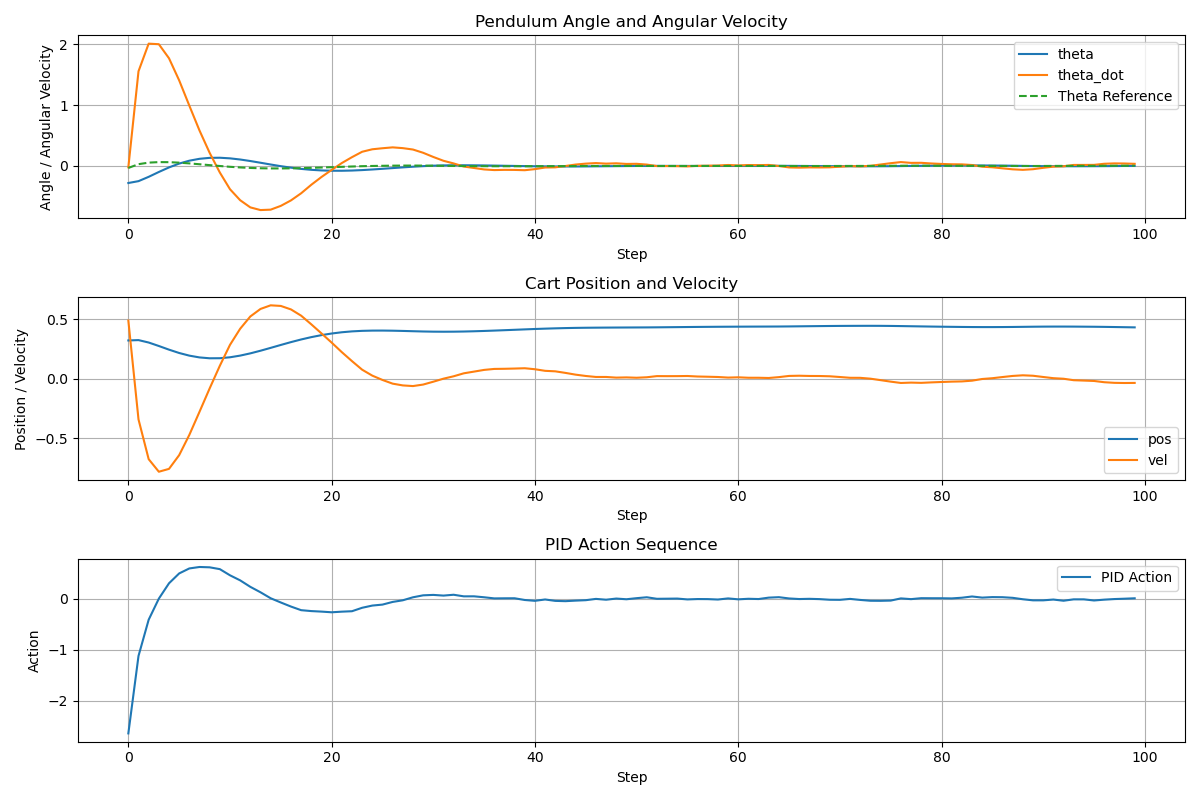 Pendulum Angle and Angular Velocity
Angle / Angular Velocity
2
1
0
theta
theta_dot
Theta Reference
0 20 40 60 80 100
Step
Cart Position and Velocity
Position / Velocity
0.5
0.0
−0.5
pos
vel
0 20 40 60 80 100
Step
PID Action Sequence
Action
0
−1
−2
PID Action
0 20 40 60 80 100
Step